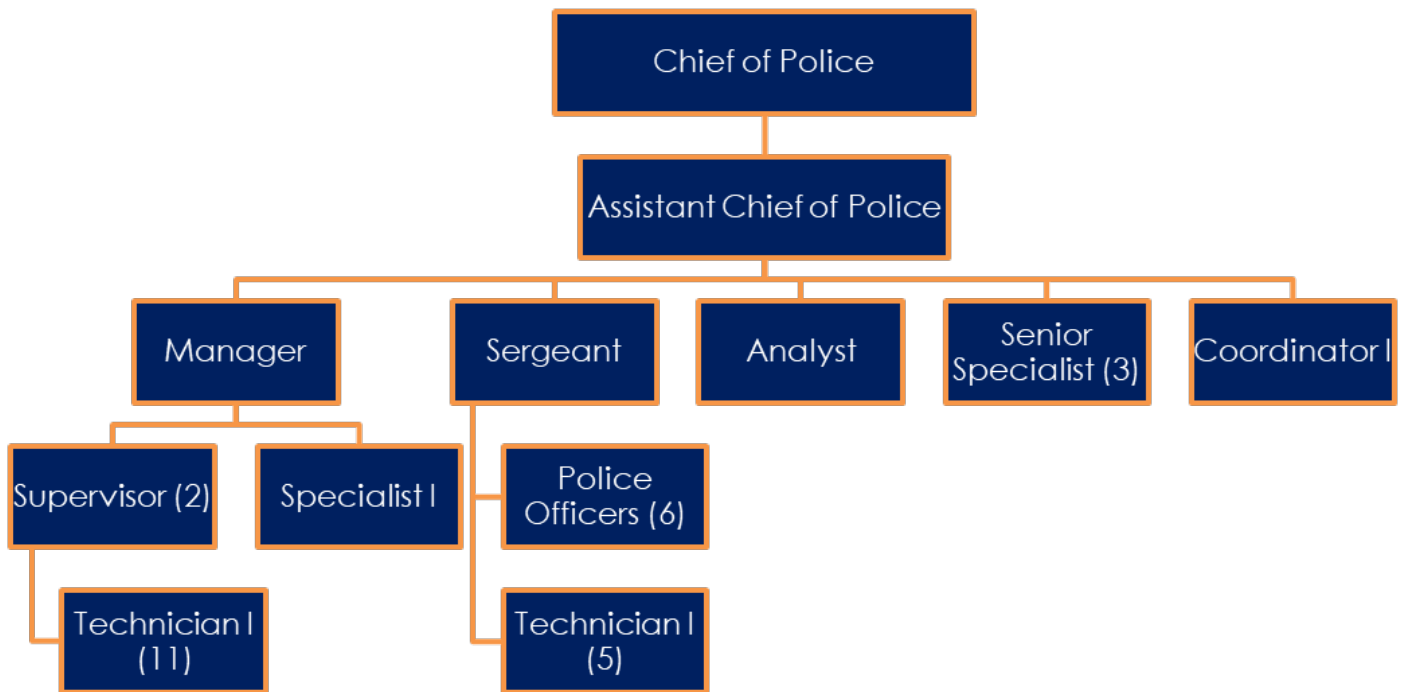 Chief of Police
Assistant Chief of Police
Manager
Sergeant
Analyst
Senior
Specialist (3)
Coordinator I
Supervisor (2)
Specialist I
Police
Officers (6)
Technician I
(11)
Technician I
(5)